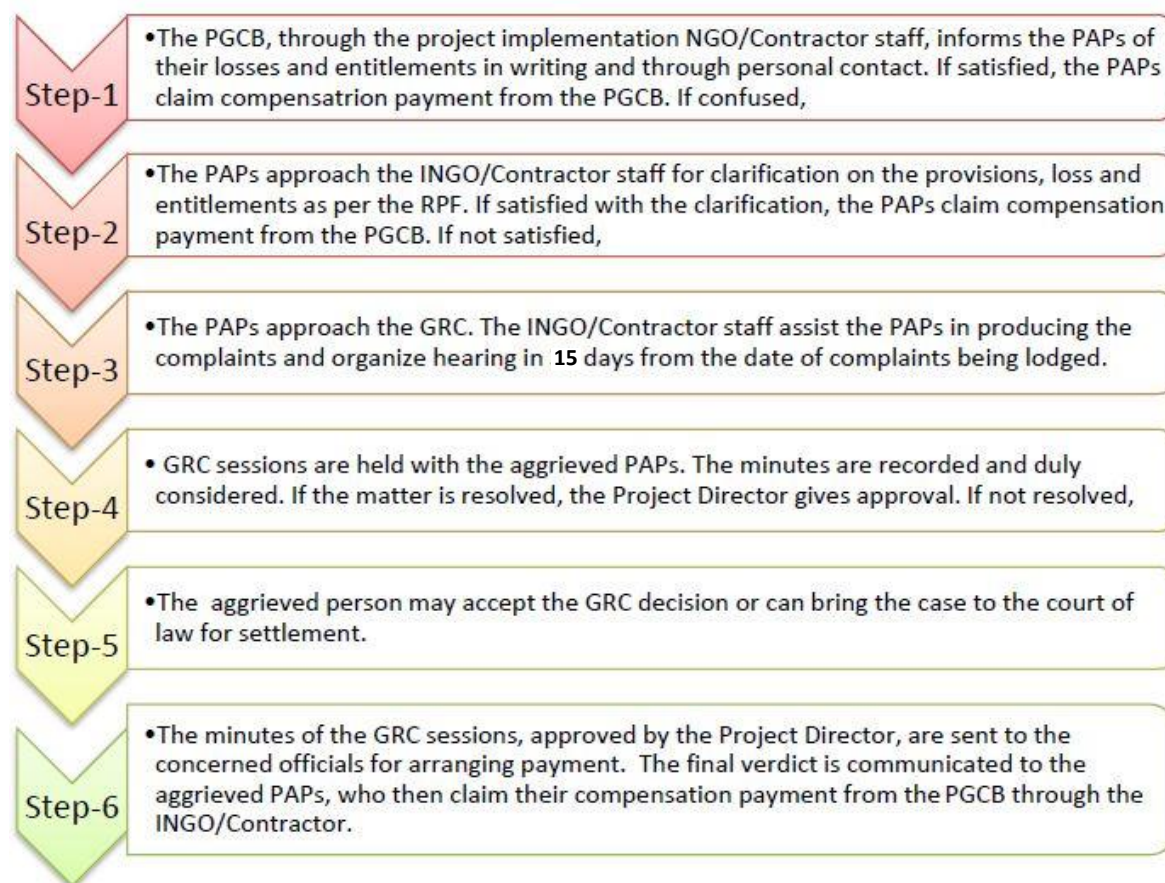 Step-1
•The PGCB, through the project implementation NGO/Contractor staff, informs the PAPs of
their losses and entitlements in writing and through personal contact. If satisfied, the PAPs
claim compensatrion payment from the PGCB. If confused,
Step-2
•The PAPs approach the INGO/Contractor staff for clarification on the provisions, loss and
entitlements as per the RPF. If satisfied with the clarification, the PAPs claim compensation
payment from the PGCB. If not satisfied,
Step-3
•The PAPs approach the GRC. The INGO/Contractor staff assist the PAPs in producing the
complaints and organize hearing in 15 days from the date of complaints being lodged.
Step-4
• GRC sessions are held with the aggrieved PAPs. The minutes are recorded and duly
considered. If the matter is resolved, the Project Director gives approval. If not resolved,
Step-5
•The aggrieved person may accept the GRC decision or can bring the case to the court of
law for settlement.
Step-6
•The minutes of the GRC sessions, approved by the Project Director, are sent to the
concerned officials for arranging payment. The final verdict is communicated to the
aggrieved PAPs, who then claim their compensation payment from the PGCB through the
INGO/Contractor.